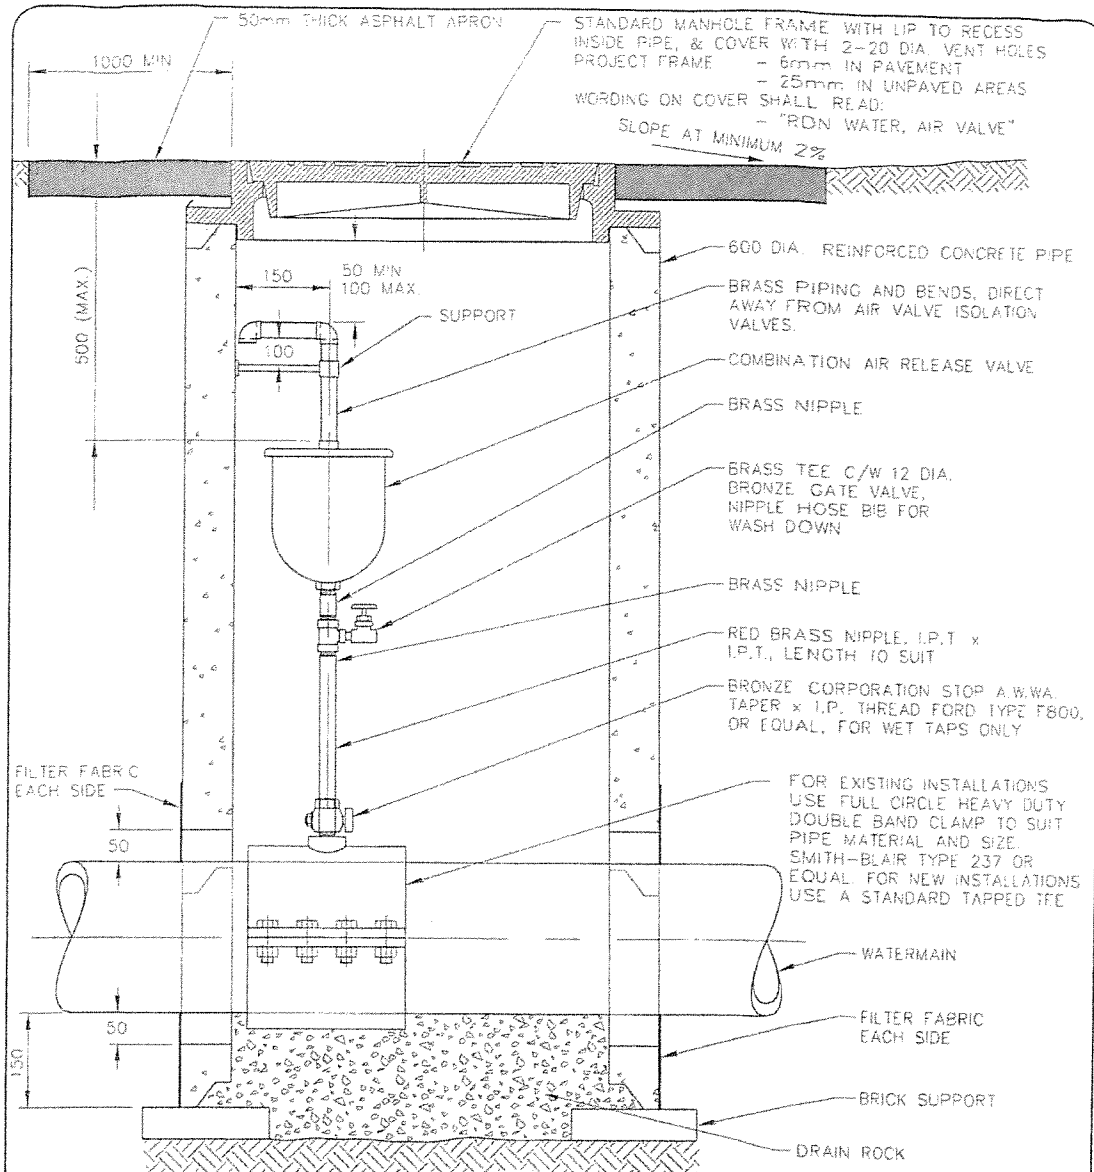 50mm THICK ASPHALT APRON
STANDARD MANHOLE FRAME WITH LIP TO RECESS
INSIDE PIPE, & COVER WITH 2-20 DIA. VENT HOLES
PROJECT FRAME - 6mm IN PAVEMENT
- 25mm IN UNPAVED AREAS
WORDING ON COVER SHALL READ:
- "RDN WATER, AIR VALVE"
1000 MIN
SLOPE AT MINIMUM 2%
500 (MAX.)
150
50 MIN
100 MAX.
SUPPORT
100
600 DIA. REINFORCED CONCRETE PIPE
BRASS PIPING AND BENDS, DIRECT
AWAY FROM AIR VALVE ISOLATION
VALVES.
COMBINATION AIR RELEASE VALVE
BRASS NIPPLE
BRASS TEE C/W 12 DIA.
BRONZE GATE VALVE,
NIPPLE HOSE BIB FOR
WASH DOWN
BRASS NIPPLE
RED BRASS NIPPLE, I.P.T x
I.P.T., LENGTH TO SUIT
BRONZE CORPORATION STOP A.W.WA.
TAPER x I.P. THREAD FORD TYPE F800,
OR EQUAL, FOR WET TAPS ONLY
FILTER FABRIC
EACH SIDE
50
FOR EXISTING INSTALLATIONS
USE FULL CIRCLE HEAVY DUTY
DOUBLE BAND CLAMP TO SUIT
PIPE MATERIAL AND SIZE.
SMITH-BLAIR TYPE 237 OR
EQUAL. FOR NEW INSTALLATIONS
USE A STANDARD TAPPED TEE
WATERMAIN
50
150
FILTER FABRIC
EACH SIDE
BRICK SUPPORT
DRAIN ROCK